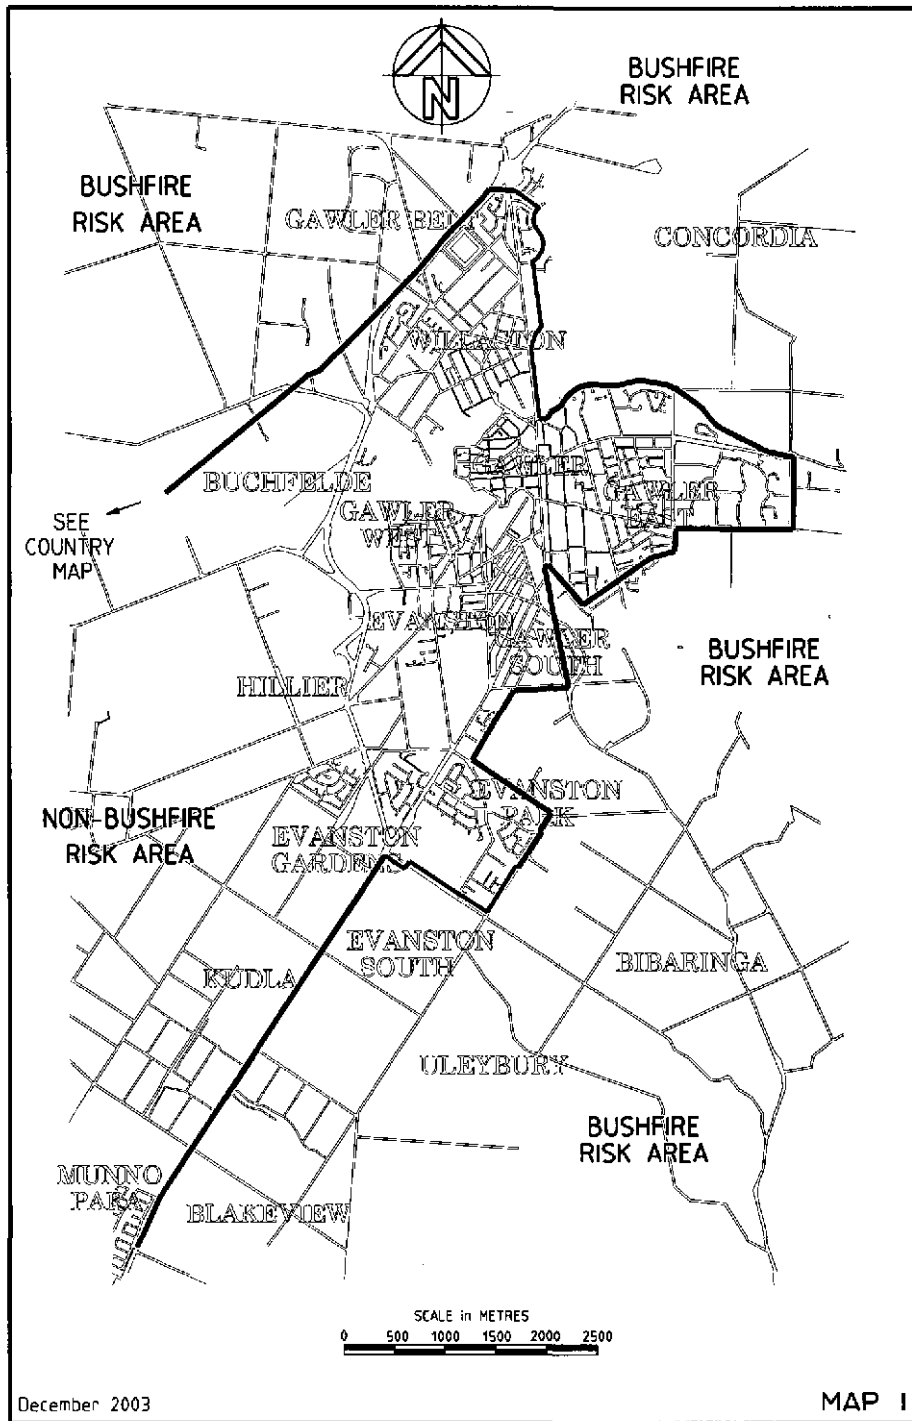 N
BUSHFIRE
RISK AREA
BUSHFIRE
RISK AREA
GAWLER BELT
CONCORDIA
WILLASTON
GAWLER
BUCHFELDE
GAWLER
EAST
GAWLER
WEST
SEE
COUNTRY
MAP
EVANSTON
GAWLER
SOUTH
BUSHFIRE
RISK AREA
HILLIER
EVANSTON
PARK
NON-BUSHFIRE
RISK AREA
EVANSTON
GARDENS
EVANSTON
SOUTH
BIBARINGA
KUDLA
ULEYBURY
BUSHFIRE
RISK AREA
MUNNO
PARA
BLAKEVIEW
SCALE in METRES
0 500 1000 1500 2000 2500
December 2003
MAP 1